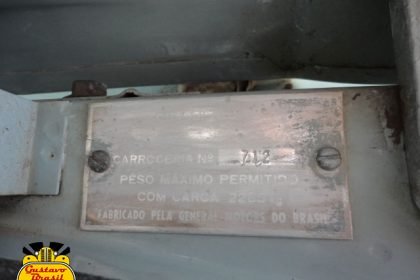 CARROCERIA Nº 712
PESO MÁXIMO PERMITIDO
COM CARGA
FABRICADO PELA GENERAL MOTORS DO BRASIL
Gustavo
Brasil